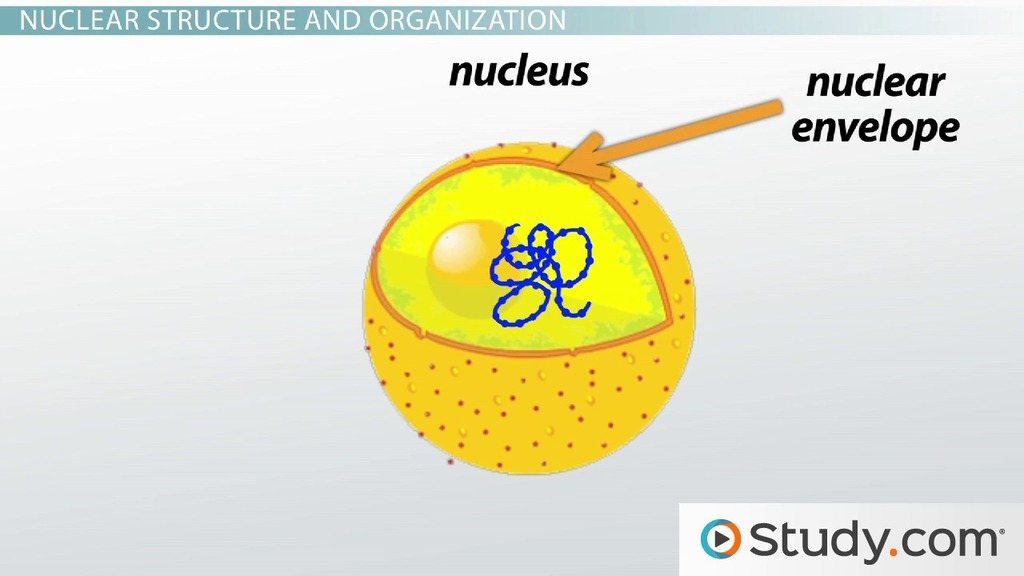 NUCLEAR STRUCTURE AND ORGANIZATION
nucleus
nuclear
envelope
Study.com®